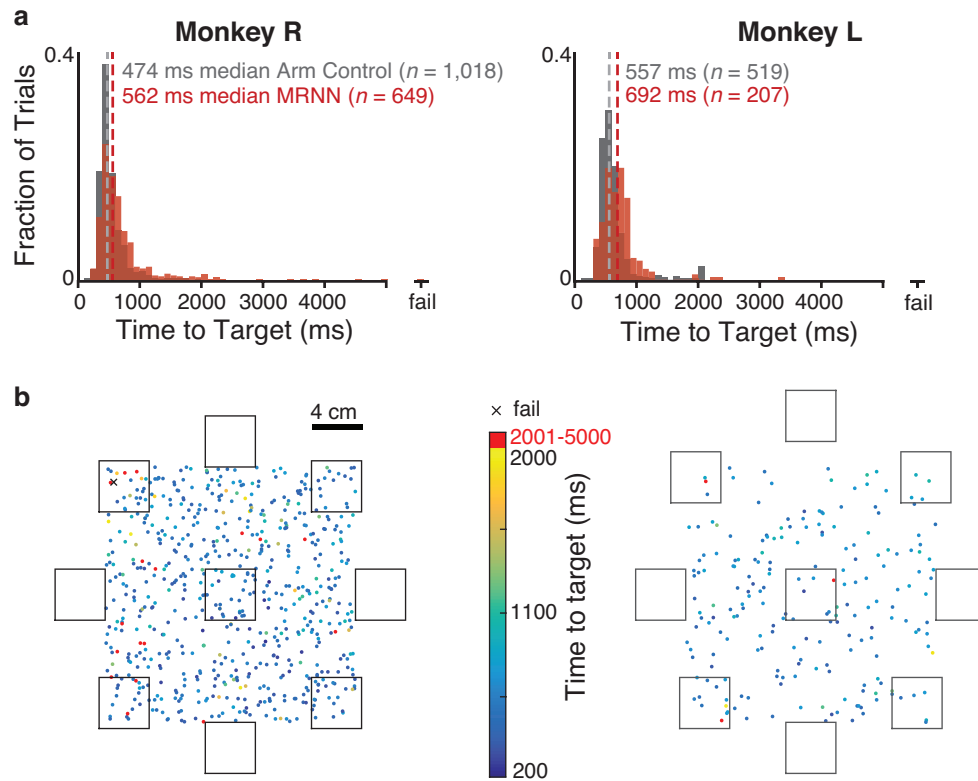 a
Monkey R
Monkey L
0.4
474 ms median Arm Control (n = 1,018)
562 ms median MRNN (n = 649)
Fraction of Trials
0
0 1000 2000 3000 4000 fail
Time to Target (ms)
0.4
557 ms (n = 519)
692 ms (n = 207)
0
0 1000 2000 3000 4000 fail
Time to Target (ms)
b
4 cm
× fail
2001-5000
2000
1100
200
Time to target (ms)